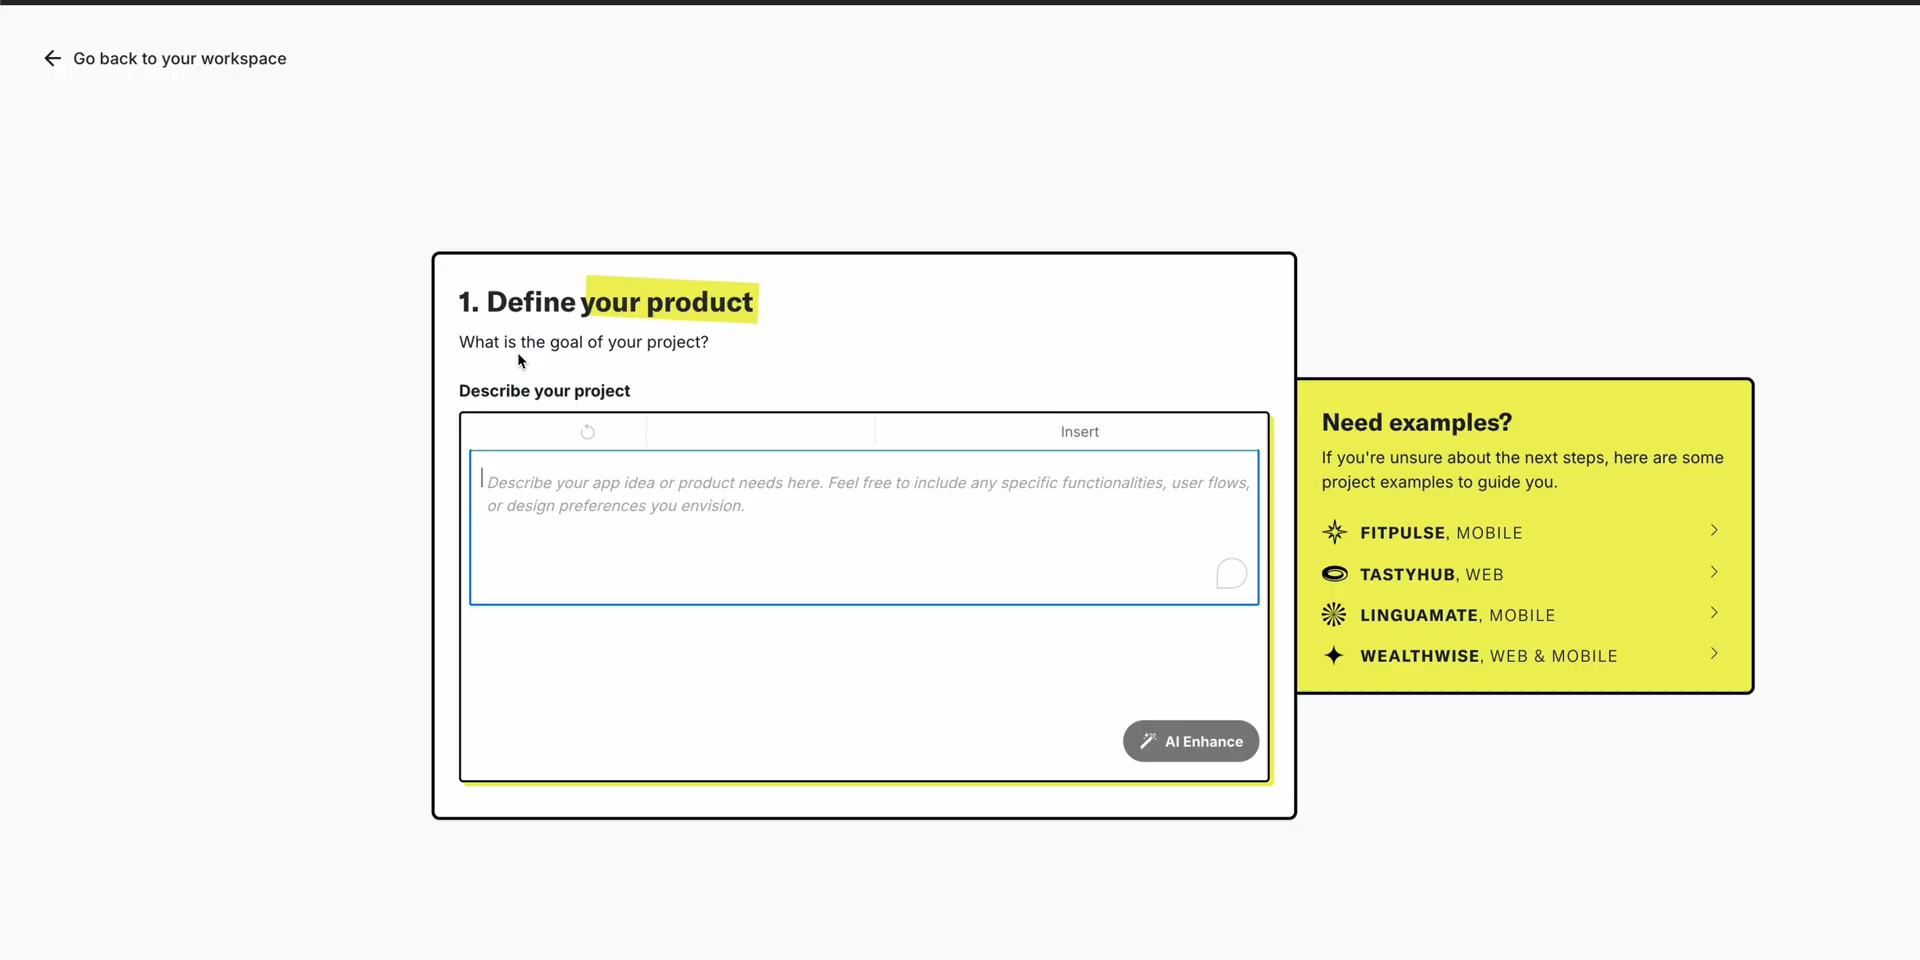 Go back to your workspace
1. Define your product
What is the goal of your project?
Describe your project
Insert
Describe your app idea or product needs here. Feel free to include any specific functionalities, user flows,
or design preferences you envision.
AI Enhance
Need examples?
If you're unsure about the next steps, here are some
project examples to guide you.
FITPULSE, MOBILE
TASTYHUB, WEB
LINGUAMATE, MOBILE
WEALTHWISE, WEB & MOBILE